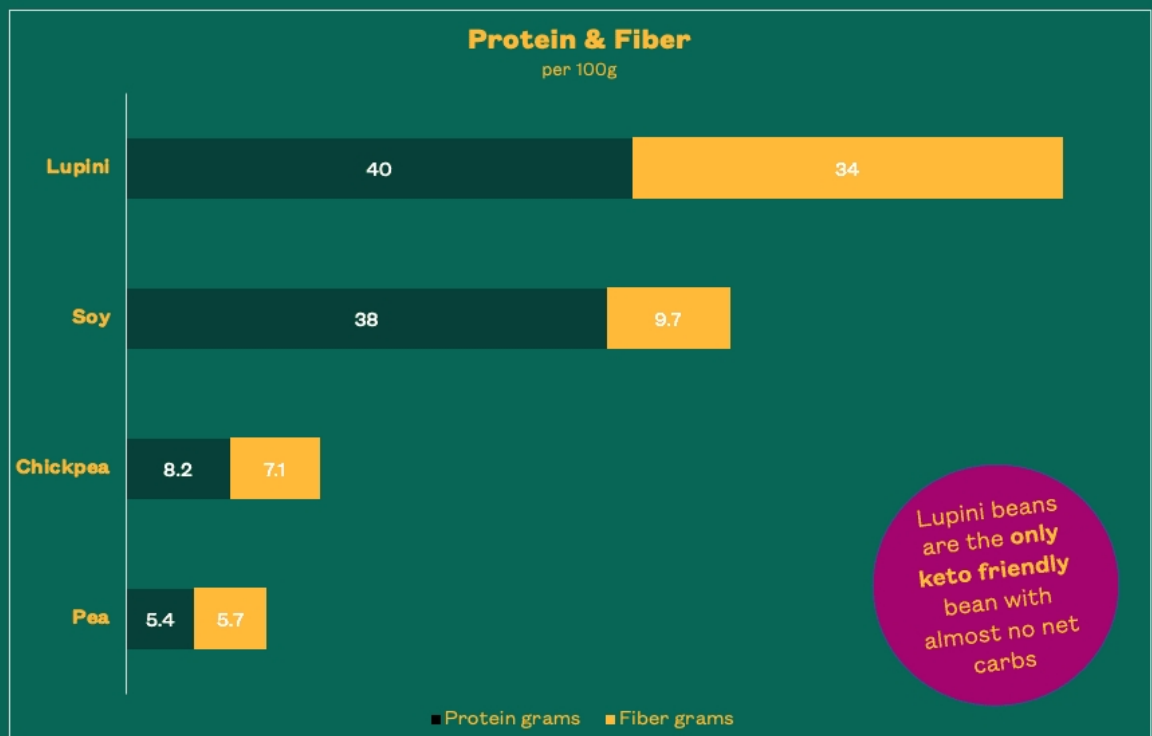 Protein & Fiber
per 100g
Lupini
40
34
Soy
38
9.7
Chickpea
8.2
7.1
Pea
5.4
5.7
Lupini beans
are the only
keto friendly
bean with
almost no net
carbs
Protein grams
Fiber grams